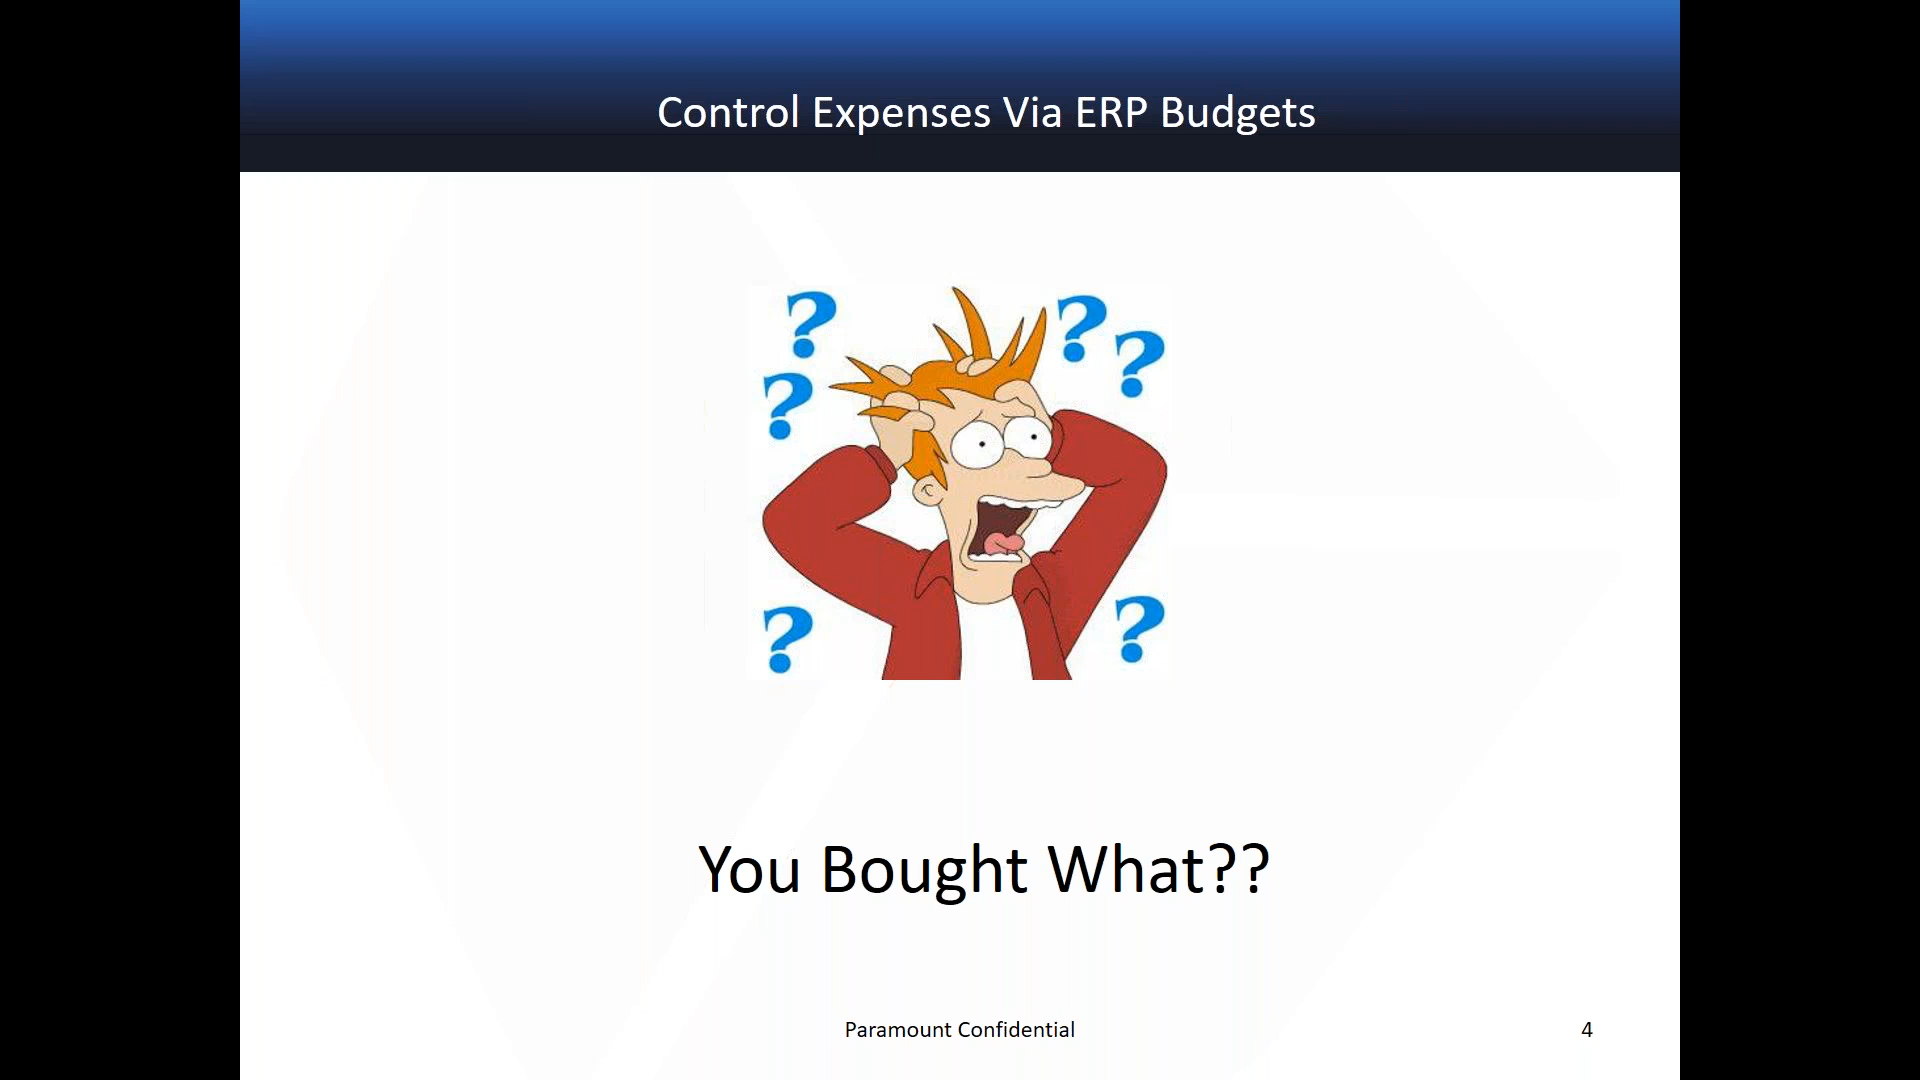 Control Expenses Via ERP Budgets
? ? ?
?
? ?
You Bought What??
Paramount Confidential 4